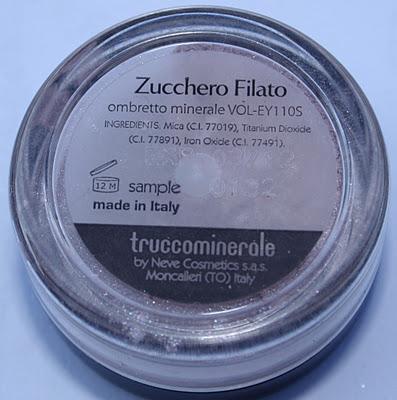 Zucchero Filato
ombretto minerale VOL-EY110S
INGREDIENTS: Mica (C.I. 77019), Titanium Dioxide
(C.I. 77891), Iron Oxide (C.I. 77491).
12 M sample
made in Italy
truccominerale
by Neve Cosmetics s.a.s.
Moncalieri (TO) Italy